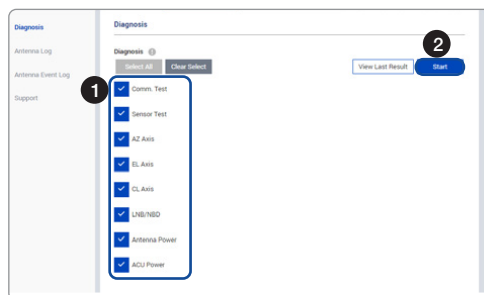 Diagnosis
Antenna Log
Antenna Event Log
Support
Diagnosis
Diagnosis
Select All Clear Select View Last Result Start
2
1
Comm. Test
Sensor Test
AZ Axis
EL Axis
CL Axis
LNB/NBD
Antenna Power
ACU Power